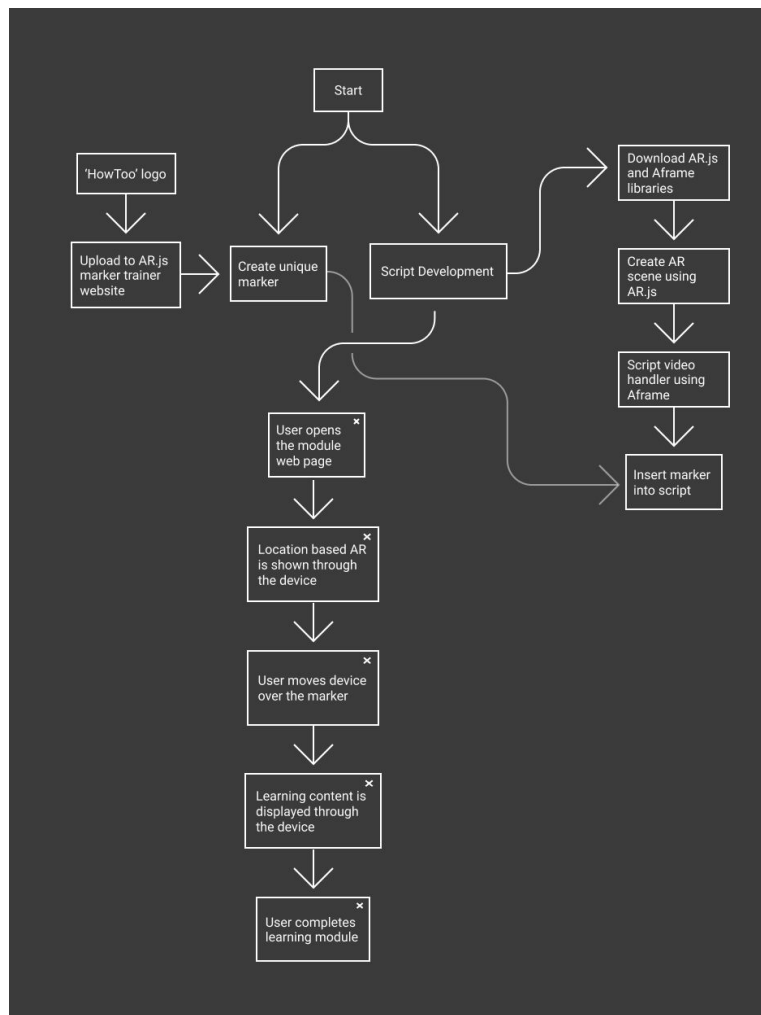 Start
'HowToo' logo
Download AR.js
and Aframe
libraries
Upload to AR.js
marker trainer
website
Create unique
marker
Script Development
Create AR
scene using
AR.js
Script video
handler using
Aframe
User opens
the module
web page
Insert marker
into script
Location based AR
is shown through
the device
User moves device
over the marker
Learning content is
displayed through
the device
User completes
learning module